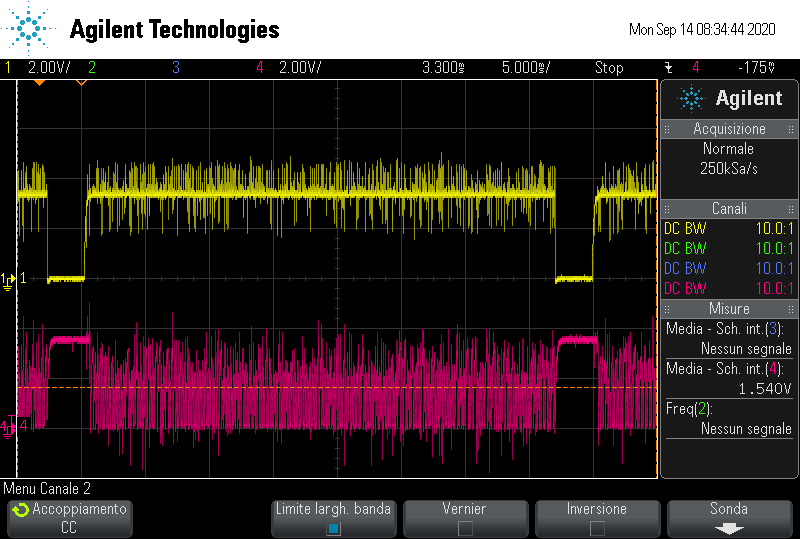 Agilent Technologies
Mon Sep 14 08:34:44 2020
1 2.00V/ 2 3 4 2.00V/ 3.300s 5.000s/ Stop 4 -175V
Agilent
Acquisizione
Normale
250kSa/s
Canali
DC BW 10.0:1
DC BW 10.0:1
DC BW 10.0:1
DC BW 10.0:1
Misure
Media - Sch. int.(3):
Nessun segnale
Media - Sch. int.(4):
1.540V
Freq(2):
Nessun segnale
1 1
4 4
Menu Canale 2
Accoppiamento
CC
Limite largh. banda
Vernier
Inversione
Sonda